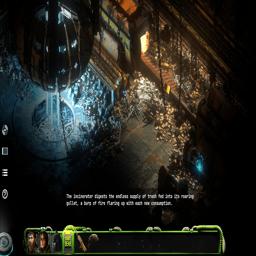 The incinerator digests the endless supply of trash fed into its roaring
gullet, a burp of fire flaring up with each new consumption.